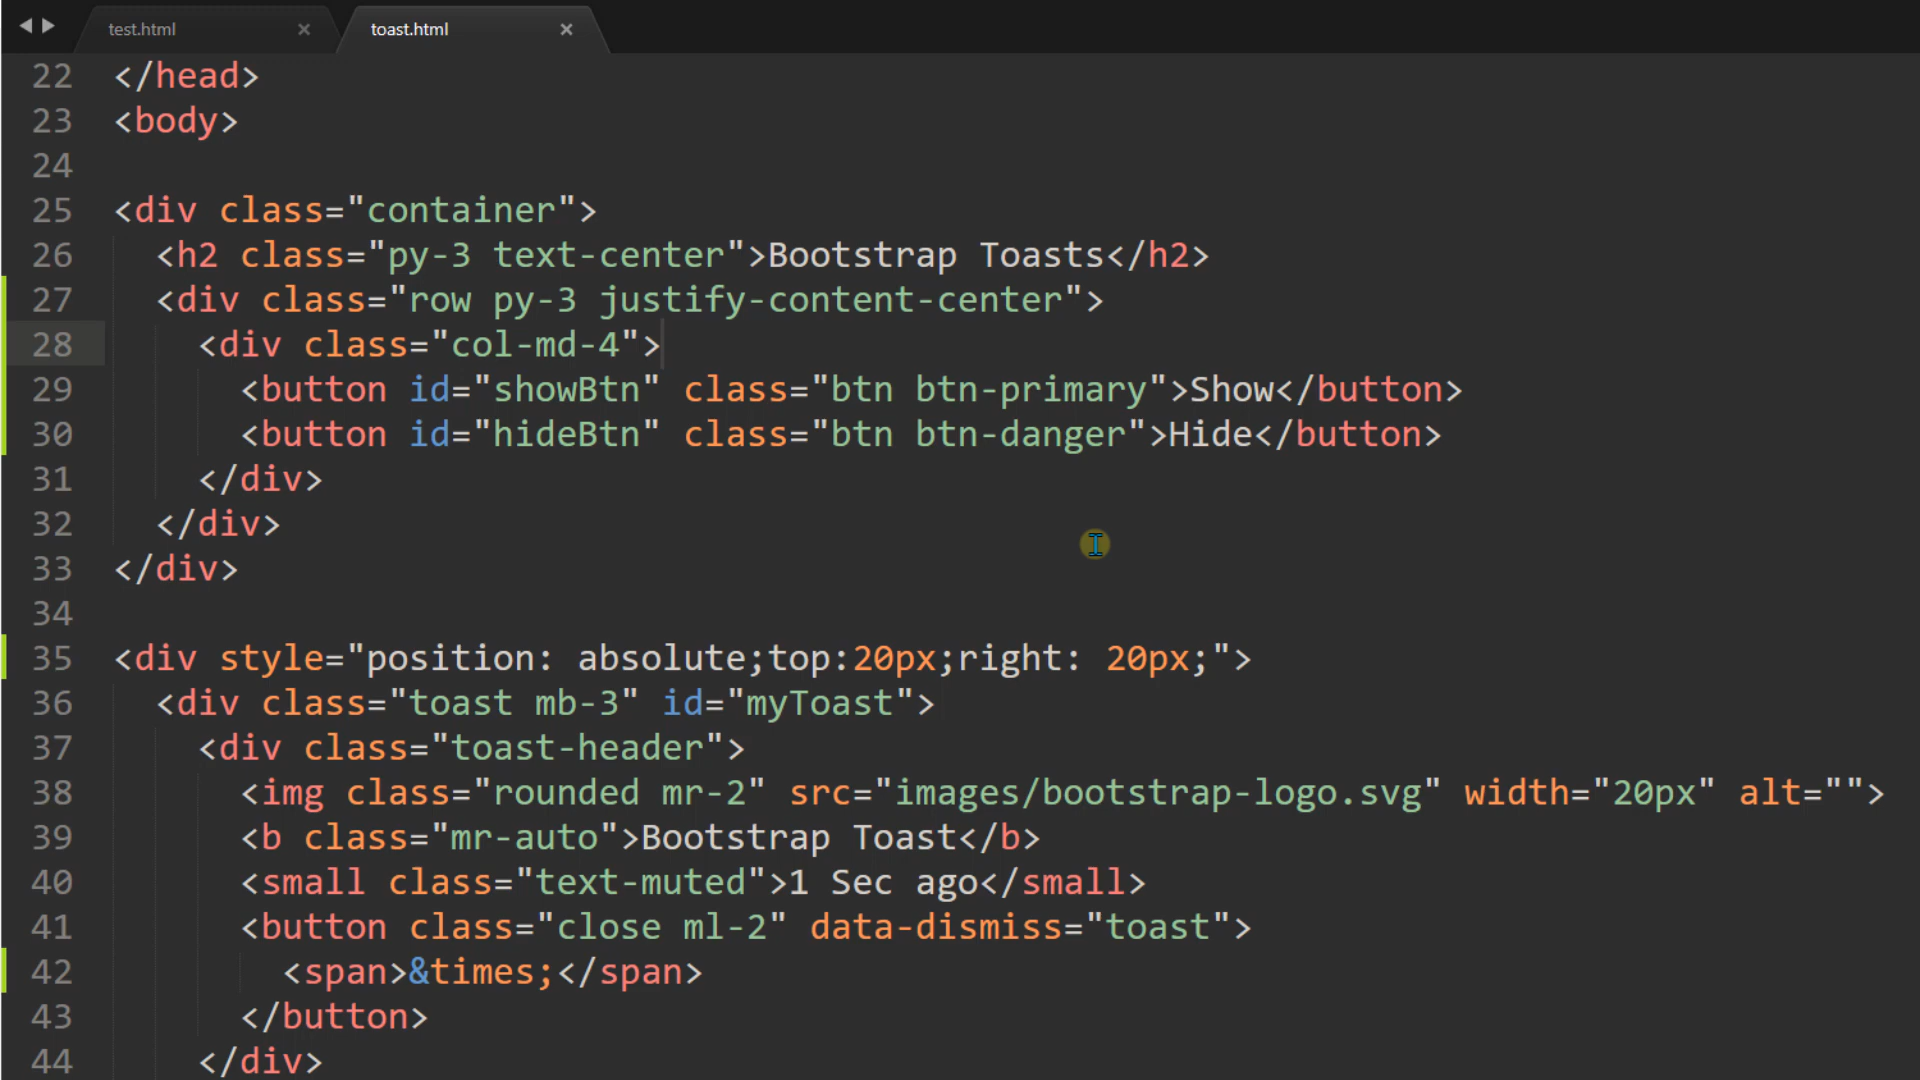 test.html × toast.html ×
22 </head>
23 <body>
24
25 <div class="container">
26 <h2 class="py-3 text-center">Bootstrap Toasts</h2>
27 <div class="row py-3 justify-content-center">
28 <div class="col-md-4">
29 <button id="showBtn" class="btn btn-primary">Show</button>
30 <button id="hideBtn" class="btn btn-danger">Hide</button>
31 </div>
32 </div>
33 </div>
34
35 <div style="position: absolute;top:20px;right: 20px;">
36 <div class="toast mb-3" id="myToast">
37 <div class="toast-header">
38 <img class="rounded mr-2" src="images/bootstrap-logo.svg" width="20px" alt="">
39 <b class="mr-auto">Bootstrap Toast</b>
40 <small class="text-muted">1 Sec ago</small>
41 <button class="close ml-2" data-dismiss="toast">
42 <span>&times;</span>
43 </button>
44 </div>